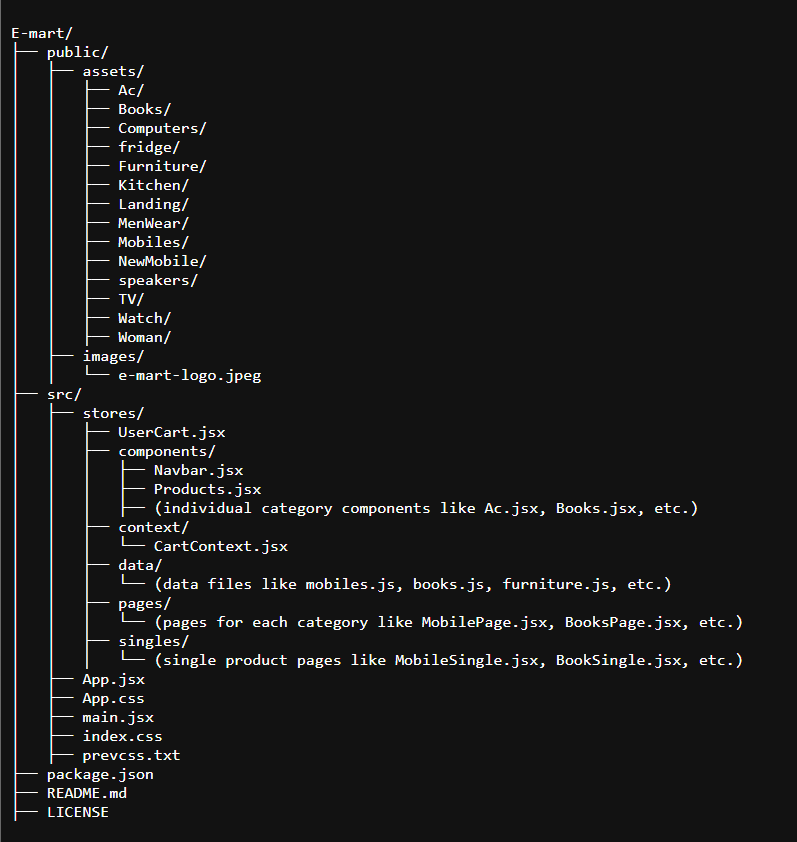 E-mart/
├── public/
│   ├── assets/
│   │   ├── Ac/
│   │   ├── Books/
│   │   ├── Computers/
│   │   ├── fridge/
│   │   ├── Furniture/
│   │   ├── Kitchen/
│   │   ├── Landing/
│   │   ├── MenWear/
│   │   ├── Mobiles/
│   │   ├── NewMobile/
│   │   ├── speakers/
│   │   ├── TV/
│   │   ├── Watch/
│   │   ├── Woman/
│   ├── images/
│   │   └── e-mart-logo.jpeg
├── src/
│   ├── stores/
│   │   ├── UserCart.jsx
│   │   ├── components/
│   │   │   ├── Navbar.jsx
│   │   │   ├── Products.jsx
│   │   │   ├── (individual category components like Ac.jsx, Books.jsx, etc.)
│   │   ├── context/
│   │   │   └── CartContext.jsx
│   │   ├── data/
│   │   │   └── (data files like mobiles.js, books.js, furniture.js, etc.)
│   │   ├── pages/
│   │   │   └── (pages for each category like MobilePage.jsx, BooksPage.jsx, etc.)
│   │   ├── singles/
│   │   │   └── (single product pages like MobileSingle.jsx, BookSingle.jsx, etc.)
│   ├── App.jsx
│   ├── App.css
│   ├── main.jsx
│   ├── index.css
│   ├── prevcss.txt
├── package.json
├── README.md
├── LICENSE